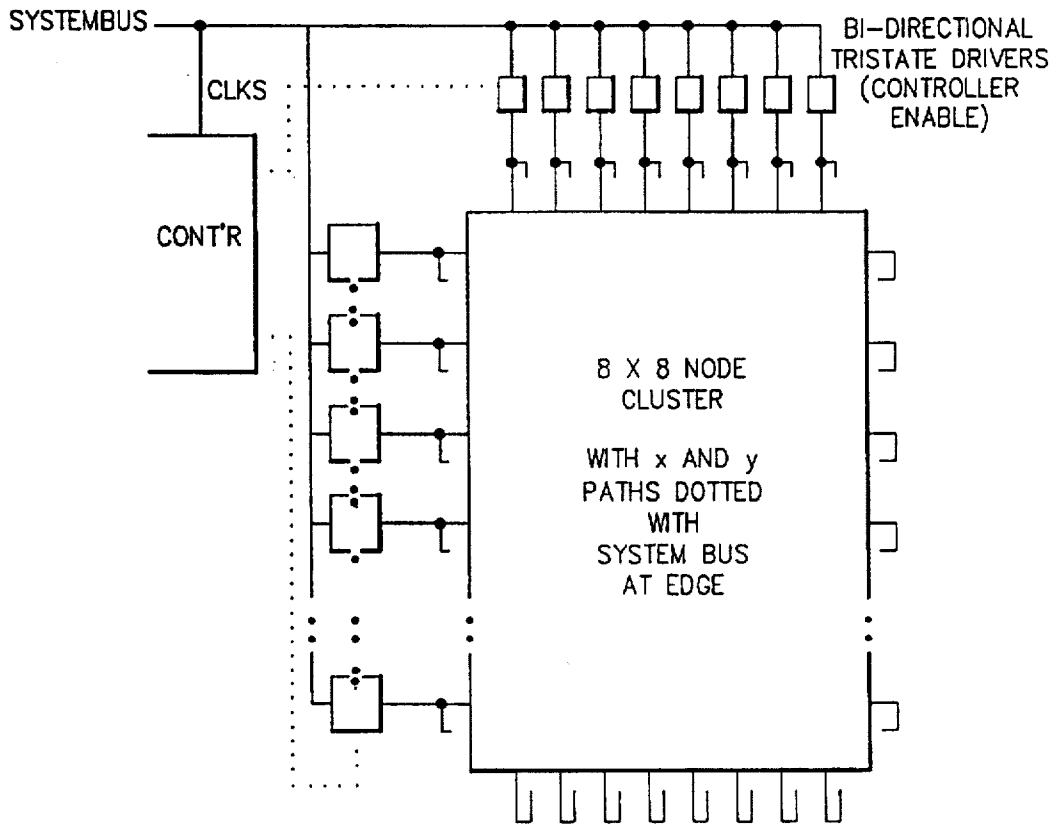 SYSTEMBUS
CLKS
BI-DIRECTIONAL
TRISTATE DRIVERS
(CONTROLLER
ENABLE)
CONT'R
8 X 8 NODE
CLUSTER
WITH x AND y
PATHS DOTTED
WITH
SYSTEM BUS
AT EDGE